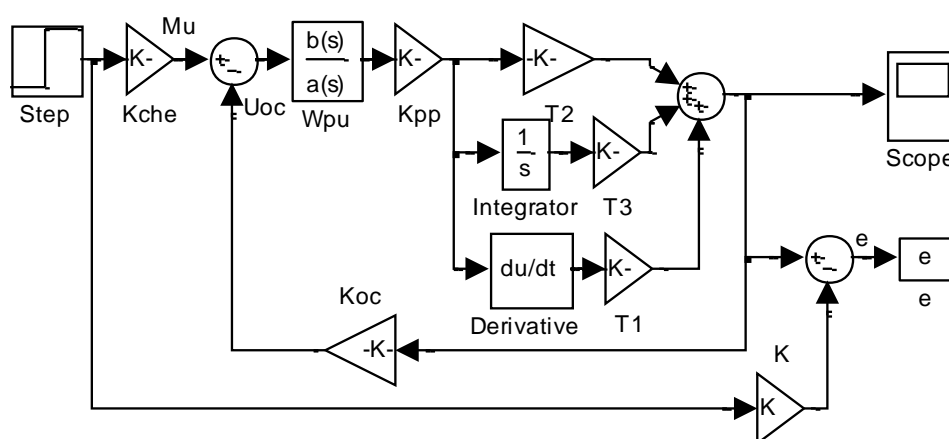 Step
K-
Kche
Mu
Uoc
b(s)
a(s)
Wpu
K-
Kpp
-K-
T2
1
s
Integrator
K-
T3
du/dt
Derivative
K-
T1
Scope
-K-
Koc
K
K
e
e
e